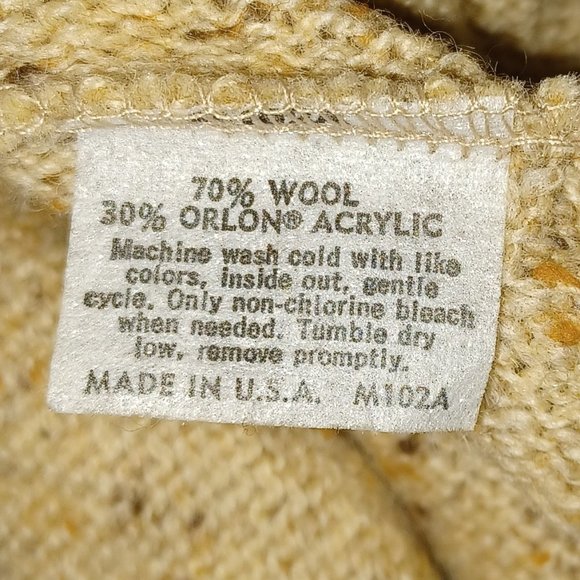 70% WOOL
30% ORLON® ACRYLIC
Machine wash cold with like
colors, inside out, gentle
cycle. Only non-chlorine bleach
when needed. Tumble dry
low, remove promptly.
MADE IN U.S.A. M102A